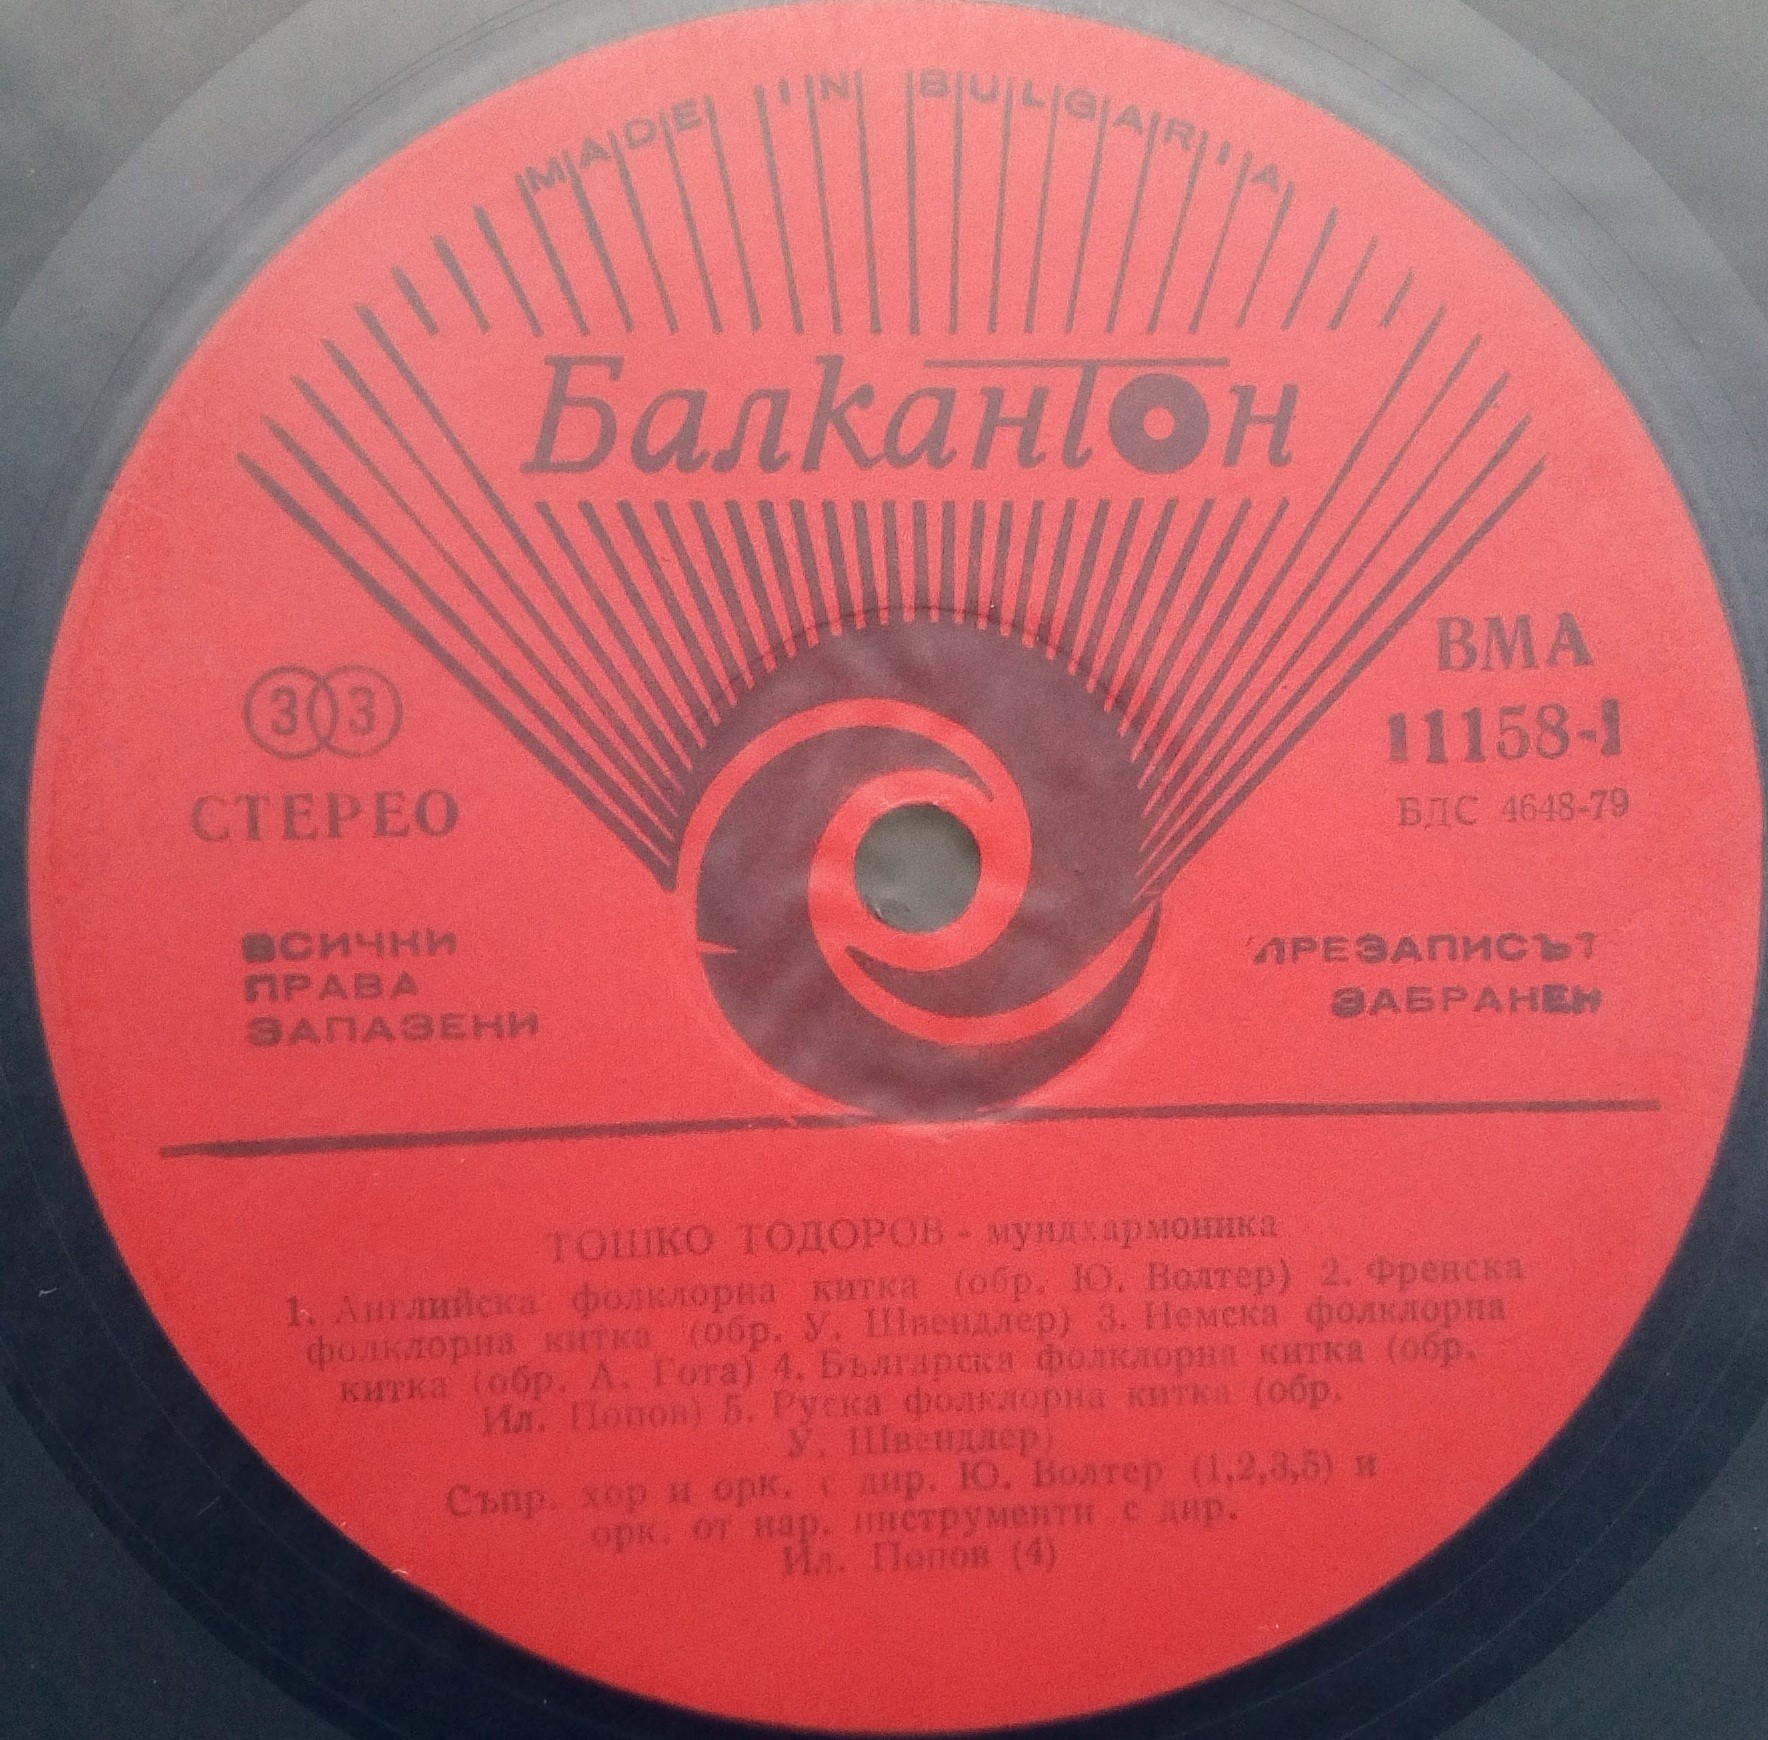 MADE IN BULGARIA
Балкантон
33
СТЕРЕО
ВМА
11158-1
БДС 4648-79
ВСИЧКИ
ПРАВА
ЗАПАЗЕНИ
ПРЕЗАПИСЪТ
ЗАБРАНЕН
ТОШКО ТОДОРОВ - мундхармоника
1. Английска фолклорна китка (обр. Ю. Волтер) 2. Френска
фолклорна китка (обр. У. Швендлер) 3. Немска фолклорна
китка (обр. А. Гота) 4. Българска фолклорна китка (обр.
Ил. Попов) 5. Руска фолклорна китка (обр.
У. Швендлер)
Съпр. хор и орк. с дир. Ю. Волтер (1,2,3,5) и
орк. от нар. инструменти с дир.
Ил. Попов (4)